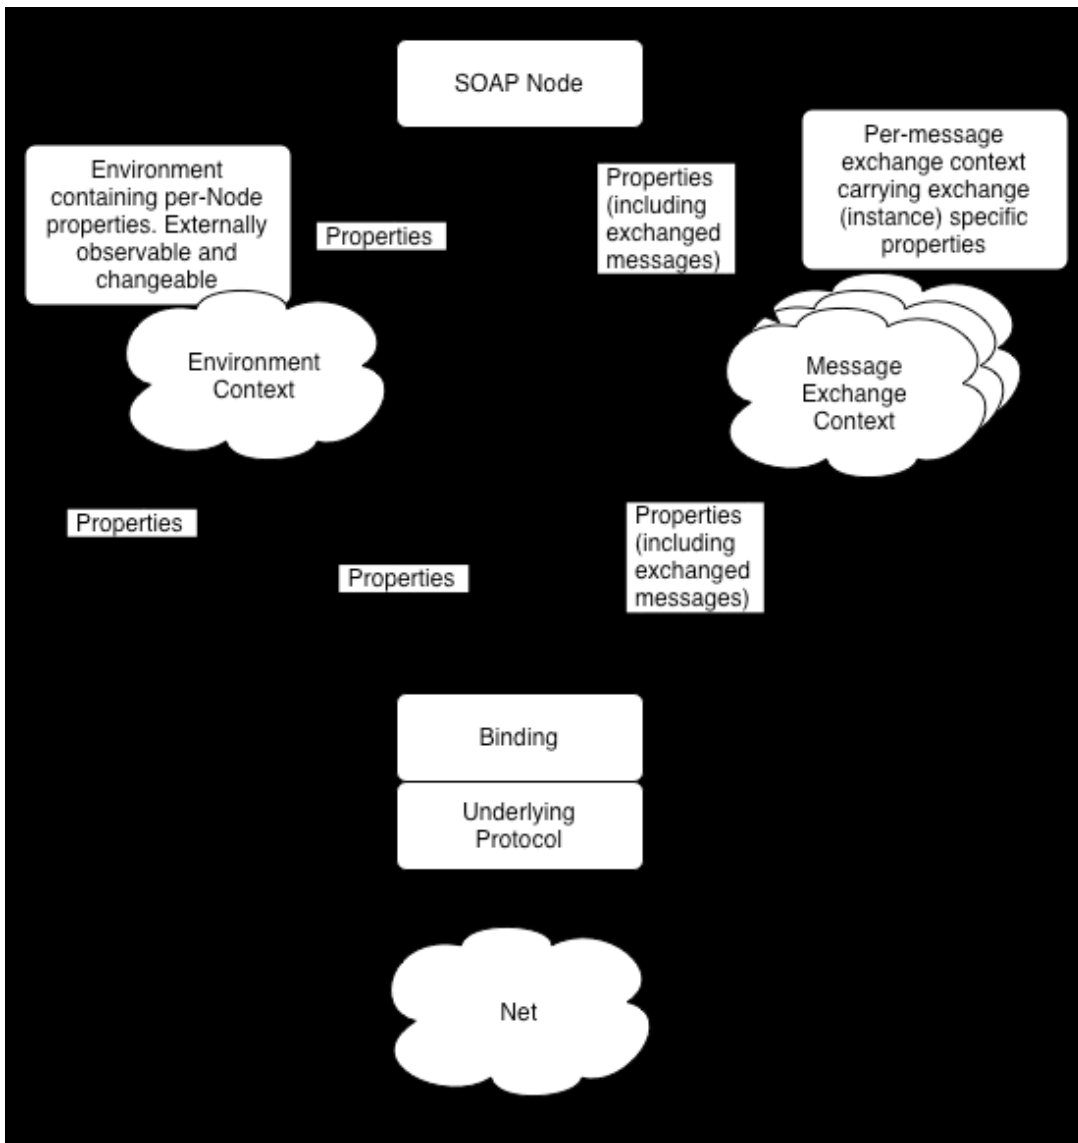 SOAP Node
Environment
containing per-Node
properties. Externally
observable and
changeable
Properties
Properties
(including
exchanged
messages)
Per-message
exchange context
carrying exchange
(instance) specific
properties
Environment
Context
Message
Exchange
Context
Properties
Properties
Properties
(including
exchanged
messages)
Binding
Underlying
Protocol
Net